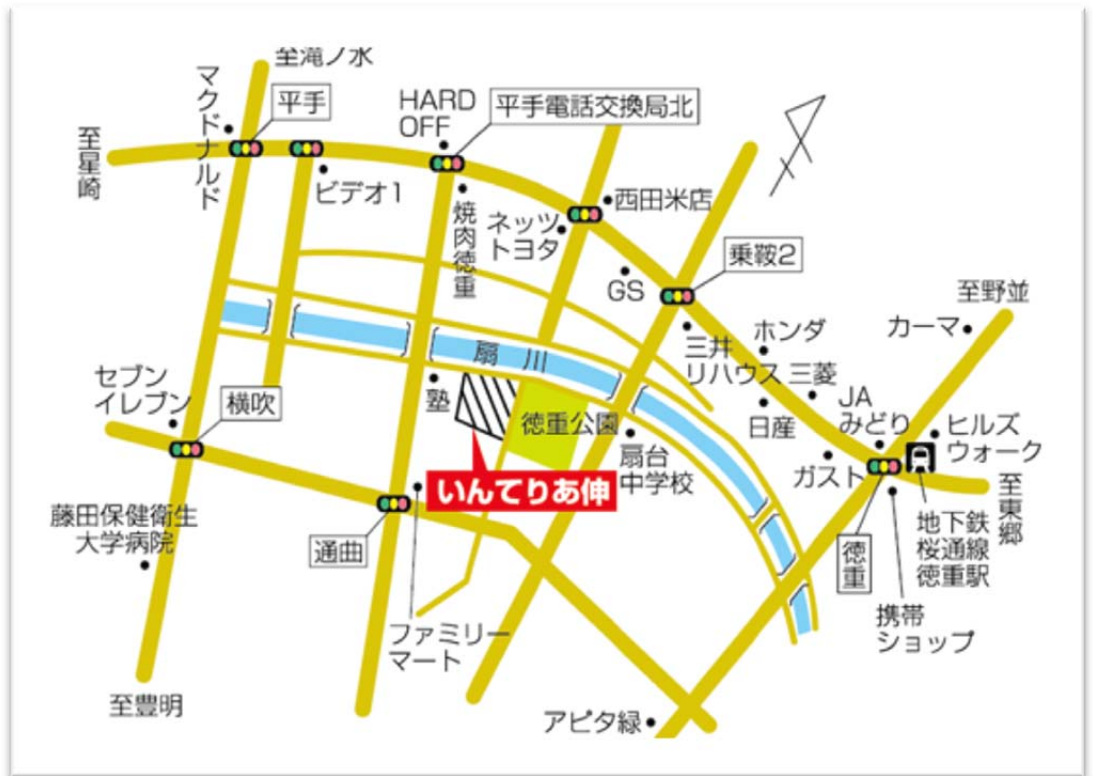 至滝ノ水
マクドナルド
平手
HARD
OFF
平手電話交換局北
至星崎
ビデオ1
焼肉徳重
ネッツ
トヨタ
西田米店
GS
乗鞍2
至野並
カーマ
ホンダ
三井
リハウス
三菱
JA
みどり
ヒルズ
ウォーク
日産
ガスト
至東郷
扇川
セブン
イレブン
横吹
塾
徳重公園
扇台
中学校
いんてりあ伸
藤田保健衛生
大学病院
通曲
徳重
地下鉄
桜通線
徳重駅
携帯
ショップ
ファミリー
マート
至豊明
アピタ緑